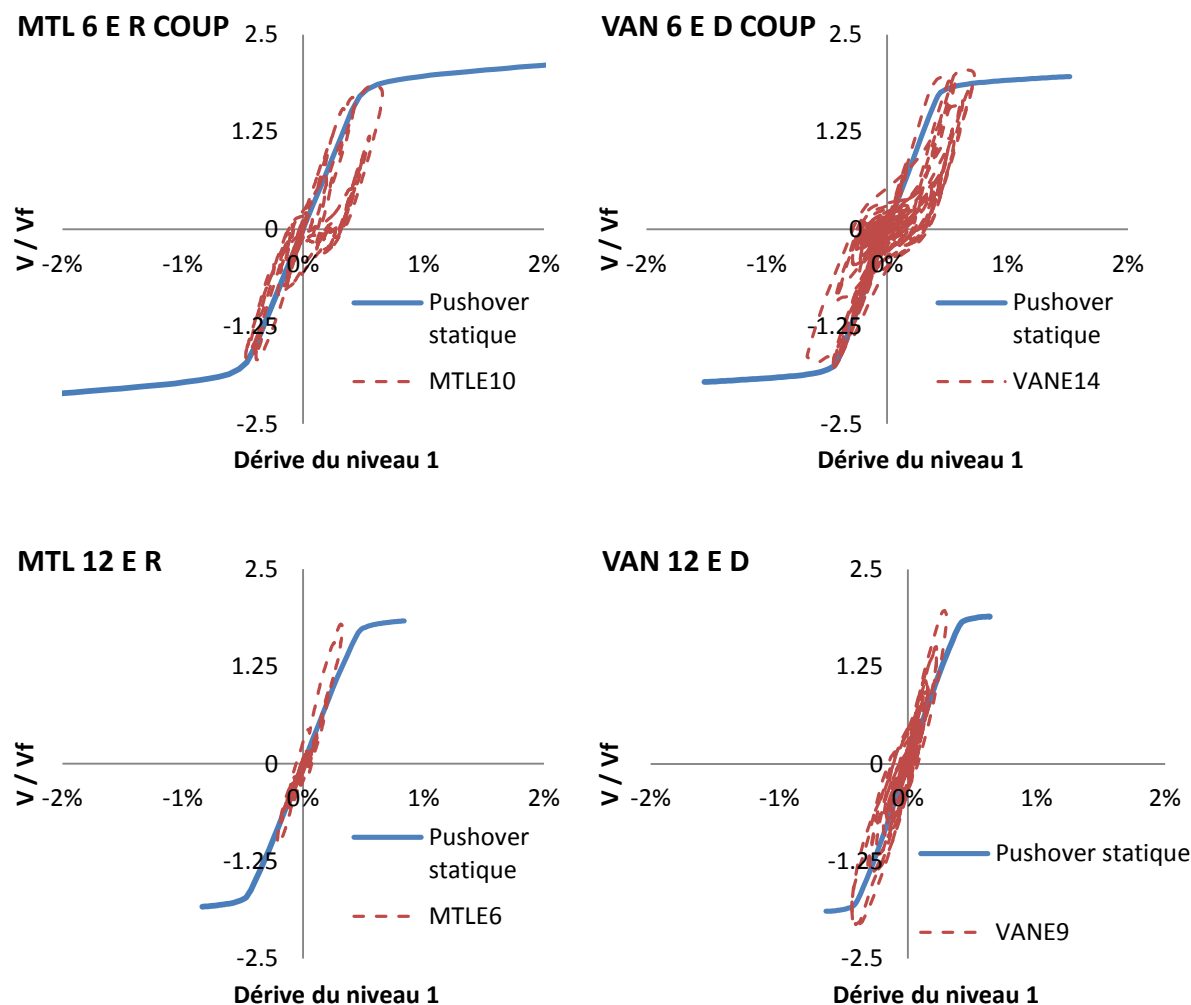 MTL 6 E R COUP
2.5
1.25
0
-1.25
-2.5
V / Vf
-2%
-1%
0%
1%
2%
Pushover
statique
MTLE10
Dérive du niveau 1
VAN 6 E D COUP
2.5
1.25
0
-1.25
-2.5
V / Vf
-2%
-1%
0%
1%
2%
Pushover
statique
VANE14
Dérive du niveau 1
MTL 12 E R
2.5
1.25
0
-1.25
-2.5
V / Vf
-2%
-1%
0%
1%
2%
Pushover
statique
MTLE6
Dérive du niveau 1
VAN 12 E D
2.5
1.25
0
-1.25
-2.5
V / Vf
-2%
-1%
0%
1%
2%
Pushover statique
VANE9
Dérive du niveau 1